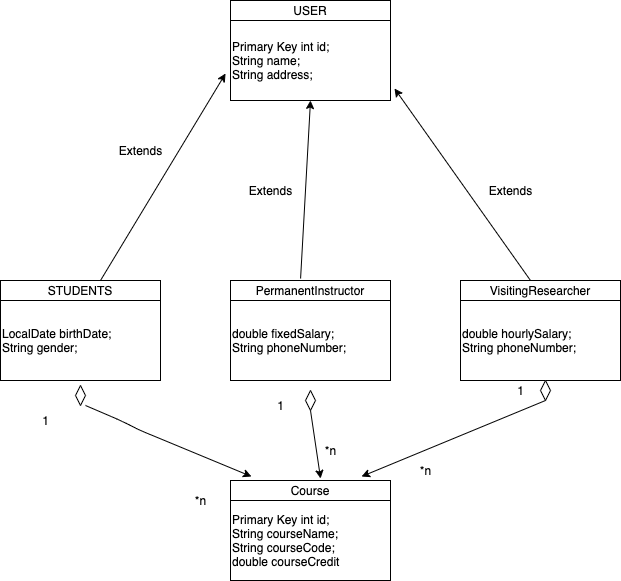 USER
Primary Key int id;
String name;
String address;
Extends
Extends
Extends
STUDENTS
LocalDate birthDate;
String gender;
PermanentInstructor
double fixedSalary;
String phoneNumber;
VisitingResearcher
double hourlySalary;
String phoneNumber;
1
1
1
*n
*n
*n
Course
Primary Key int id;
String courseName;
String courseCode;
double courseCredit